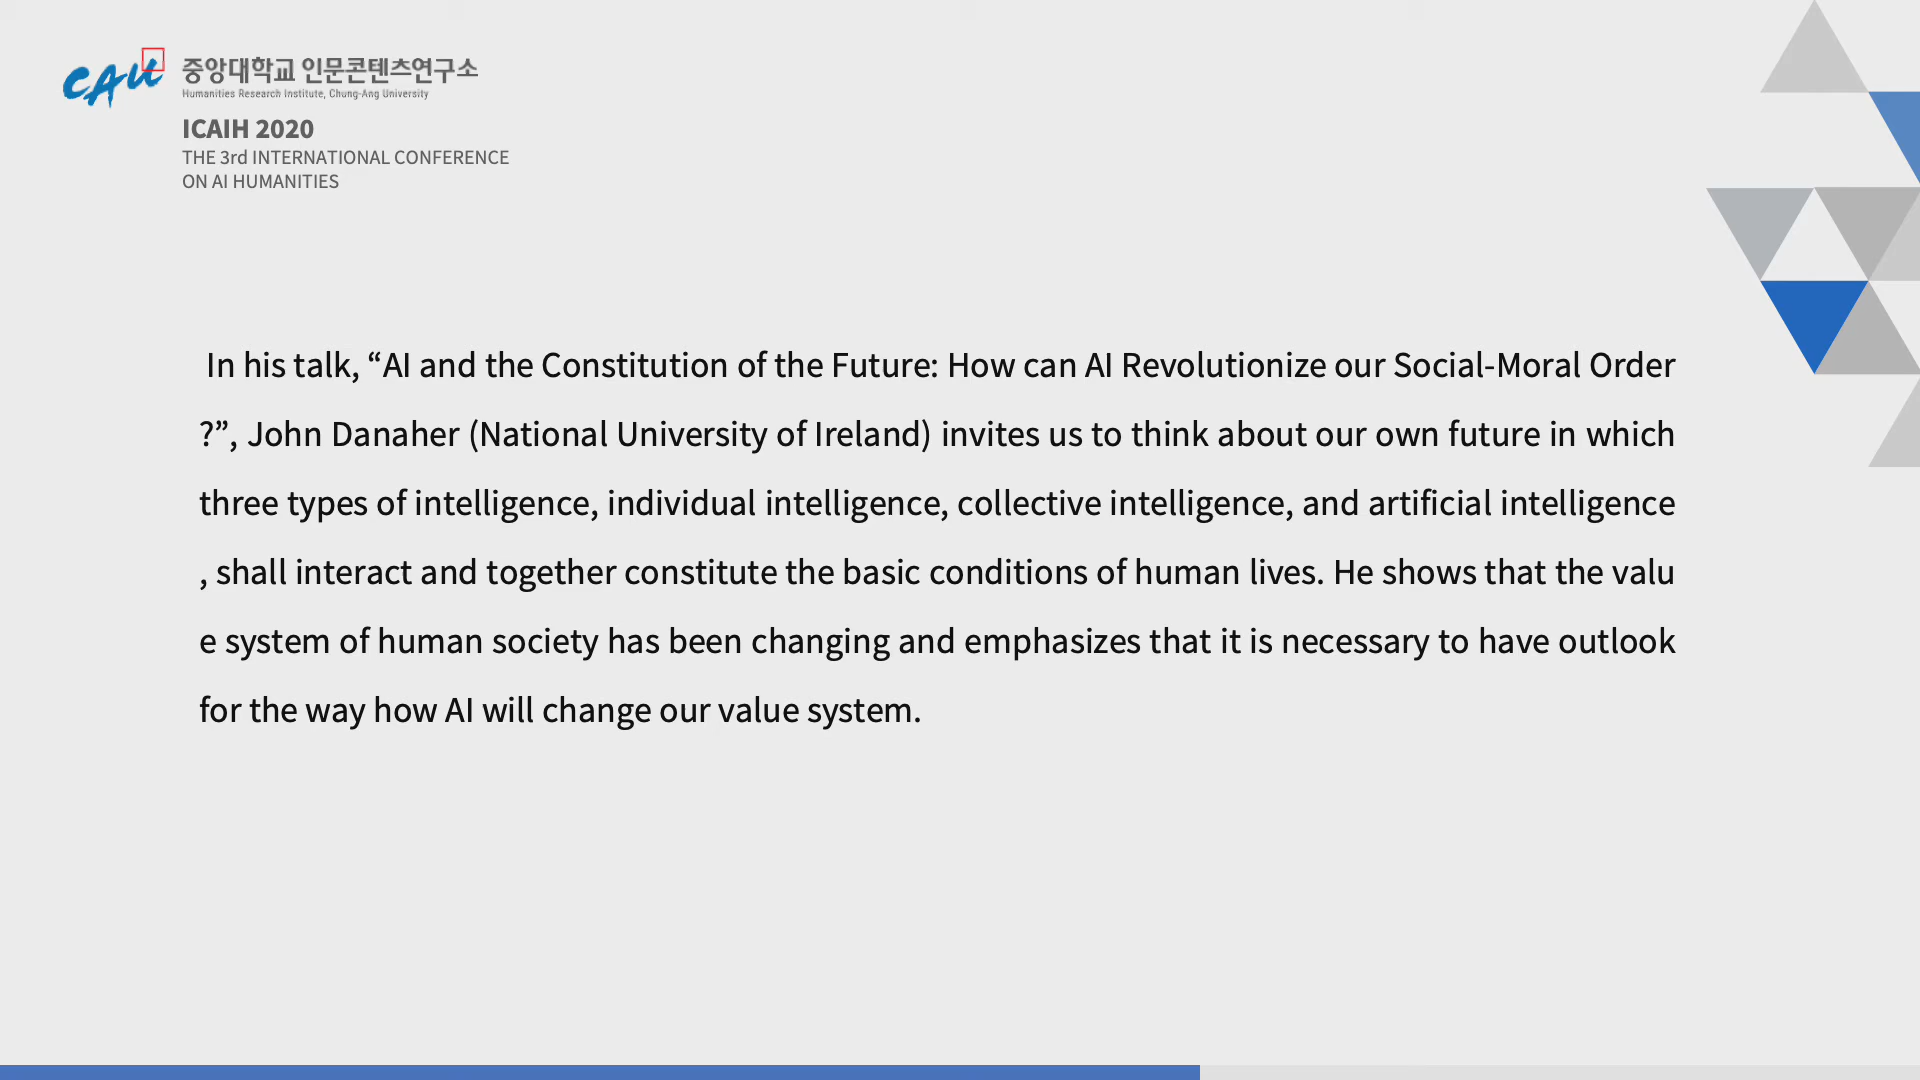 CAU
중앙대학교 인문콘텐츠연구소
Humanities Research Institute, Chung-Ang University
ICAIH 2020
THE 3rd INTERNATIONAL CONFERENCE
ON AI HUMANITIES
In his talk, “AI and the Constitution of the Future: How can AI Revolutionize our Social-Moral Order
?”, John Danaher (National University of Ireland) invites us to think about our own future in which
three types of intelligence, individual intelligence, collective intelligence, and artificial intelligence
, shall interact and together constitute the basic conditions of human lives. He shows that the valu
e system of human society has been changing and emphasizes that it is necessary to have outlook
for the way how AI will change our value system.